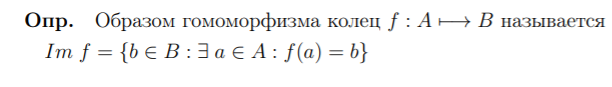 Опр. Образом гомоморфизма колец f : A ⟼ B называется
Im f = {b ∈ B : ∃ a ∈ A : f(a) = b}